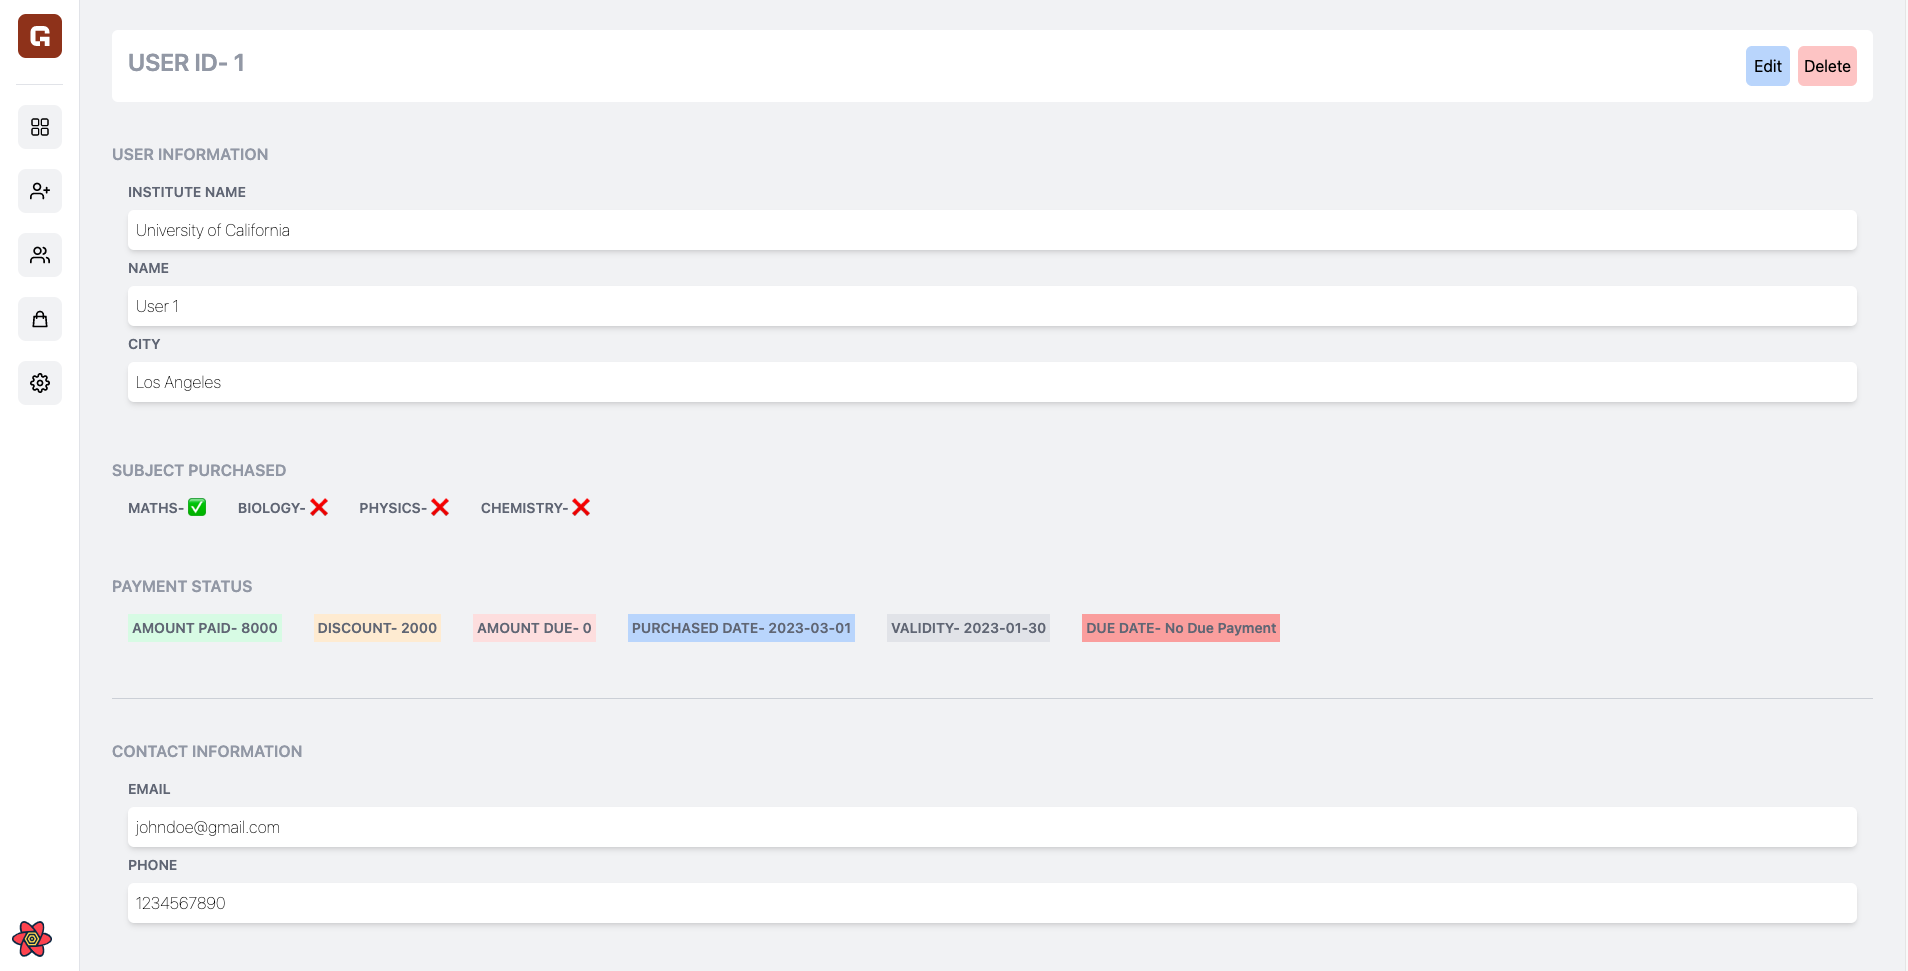 G
USER ID- 1
Edit Delete
USER INFORMATION
INSTITUTE NAME
University of California
NAME
User 1
CITY
Los Angeles
SUBJECT PURCHASED
MATHS-✅ BIOLOGY-❌ PHYSICS-❌ CHEMISTRY-❌
PAYMENT STATUS
AMOUNT PAID- 8000 DISCOUNT- 2000 AMOUNT DUE- 0 PURCHASED DATE- 2023-03-01 VALIDITY- 2023-01-30 DUE DATE- No Due Payment
CONTACT INFORMATION
EMAIL
johndoe@gmail.com
PHONE
1234567890